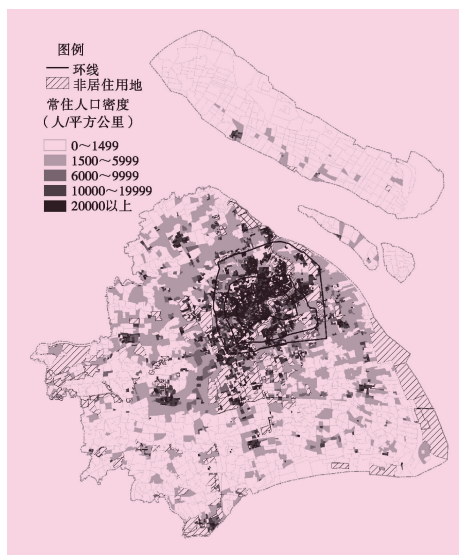 图例
环线
非居住用地
常住人口密度
（人/平方公里）
0～1499
1500～5999
6000～9999
10000～19999
20000以上